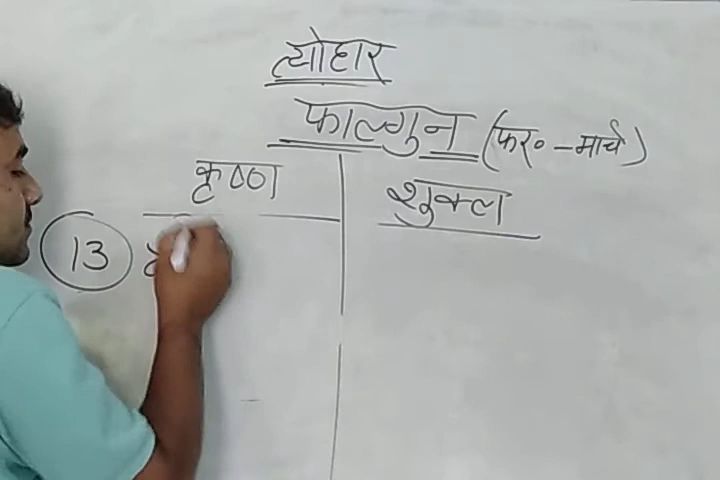 त्योहार
फाल्गुन (फर० - मार्च)
कृष्ण शुक्ल
13